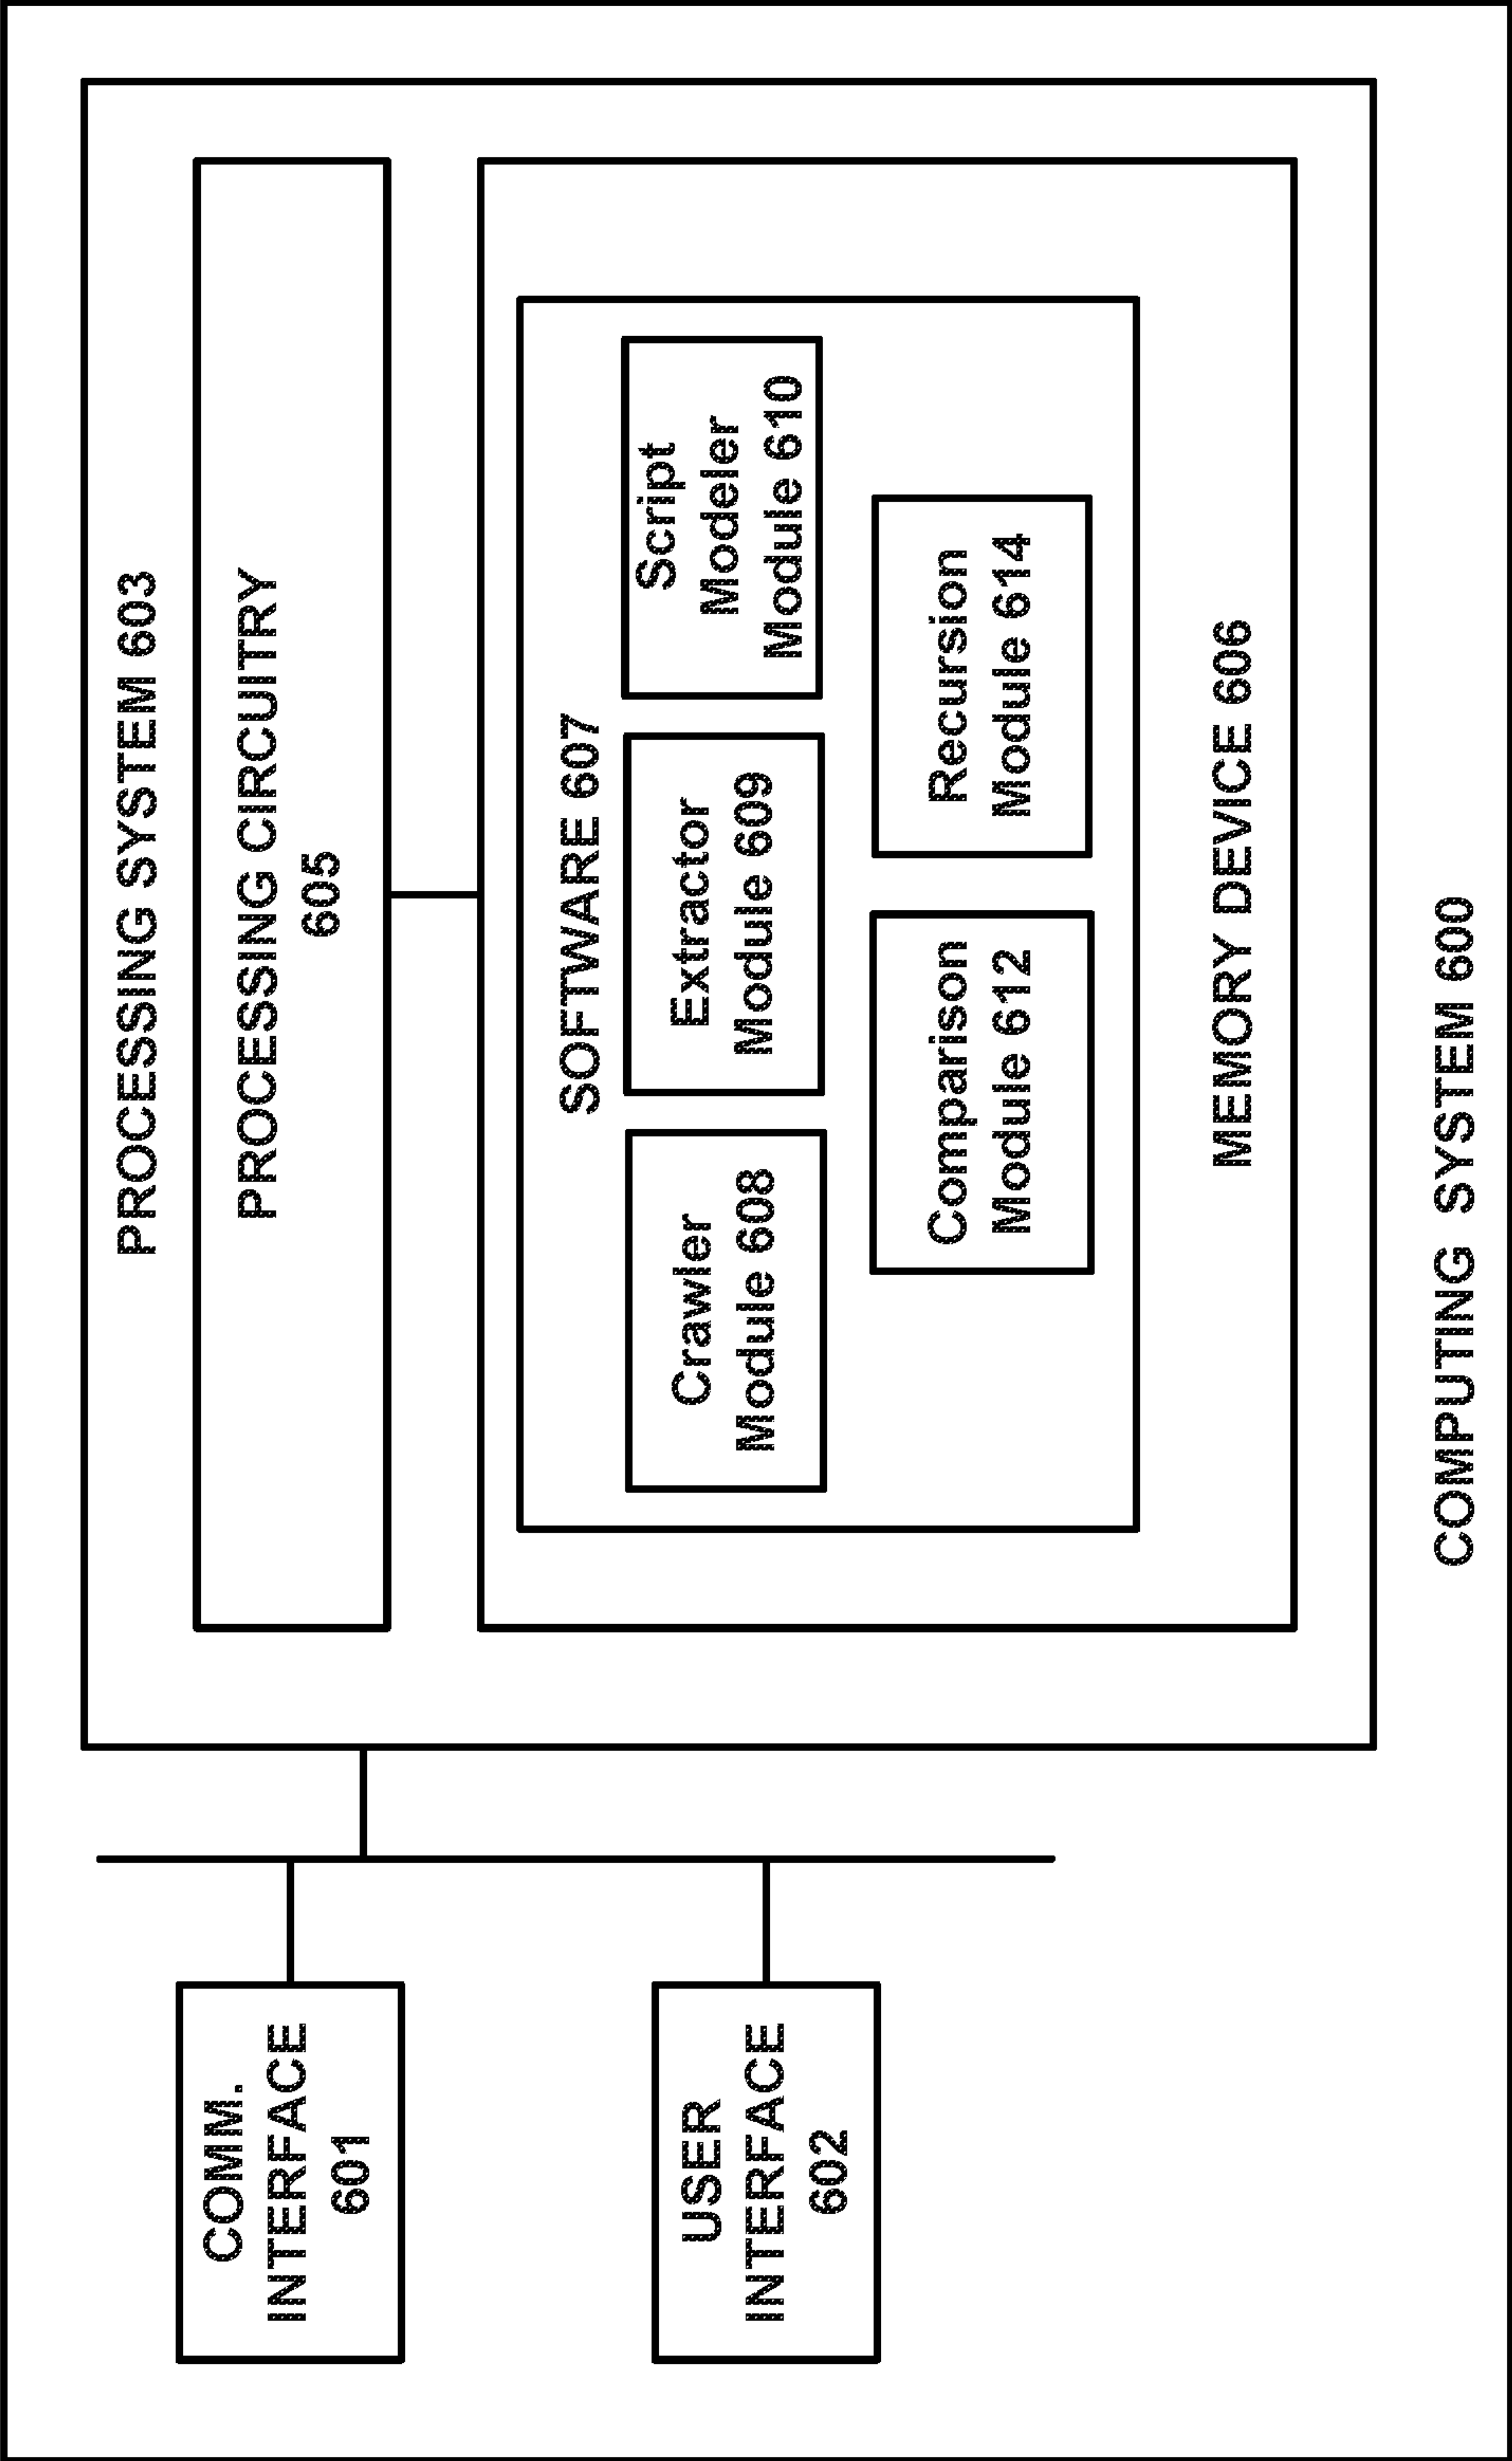 PROCESSING SYSTEM 603
PROCESSING CIRCUITRY
605
COMM.
INTERFACE
601
USER
INTERFACE
602
SOFTWARE 607
Crawler
Module 608
Extractor
Module 609
Script
Modeler
Module 610
Comparison
Module 612
Recursion
Module 614
MEMORY DEVICE 606
COMPUTING SYSTEM 600